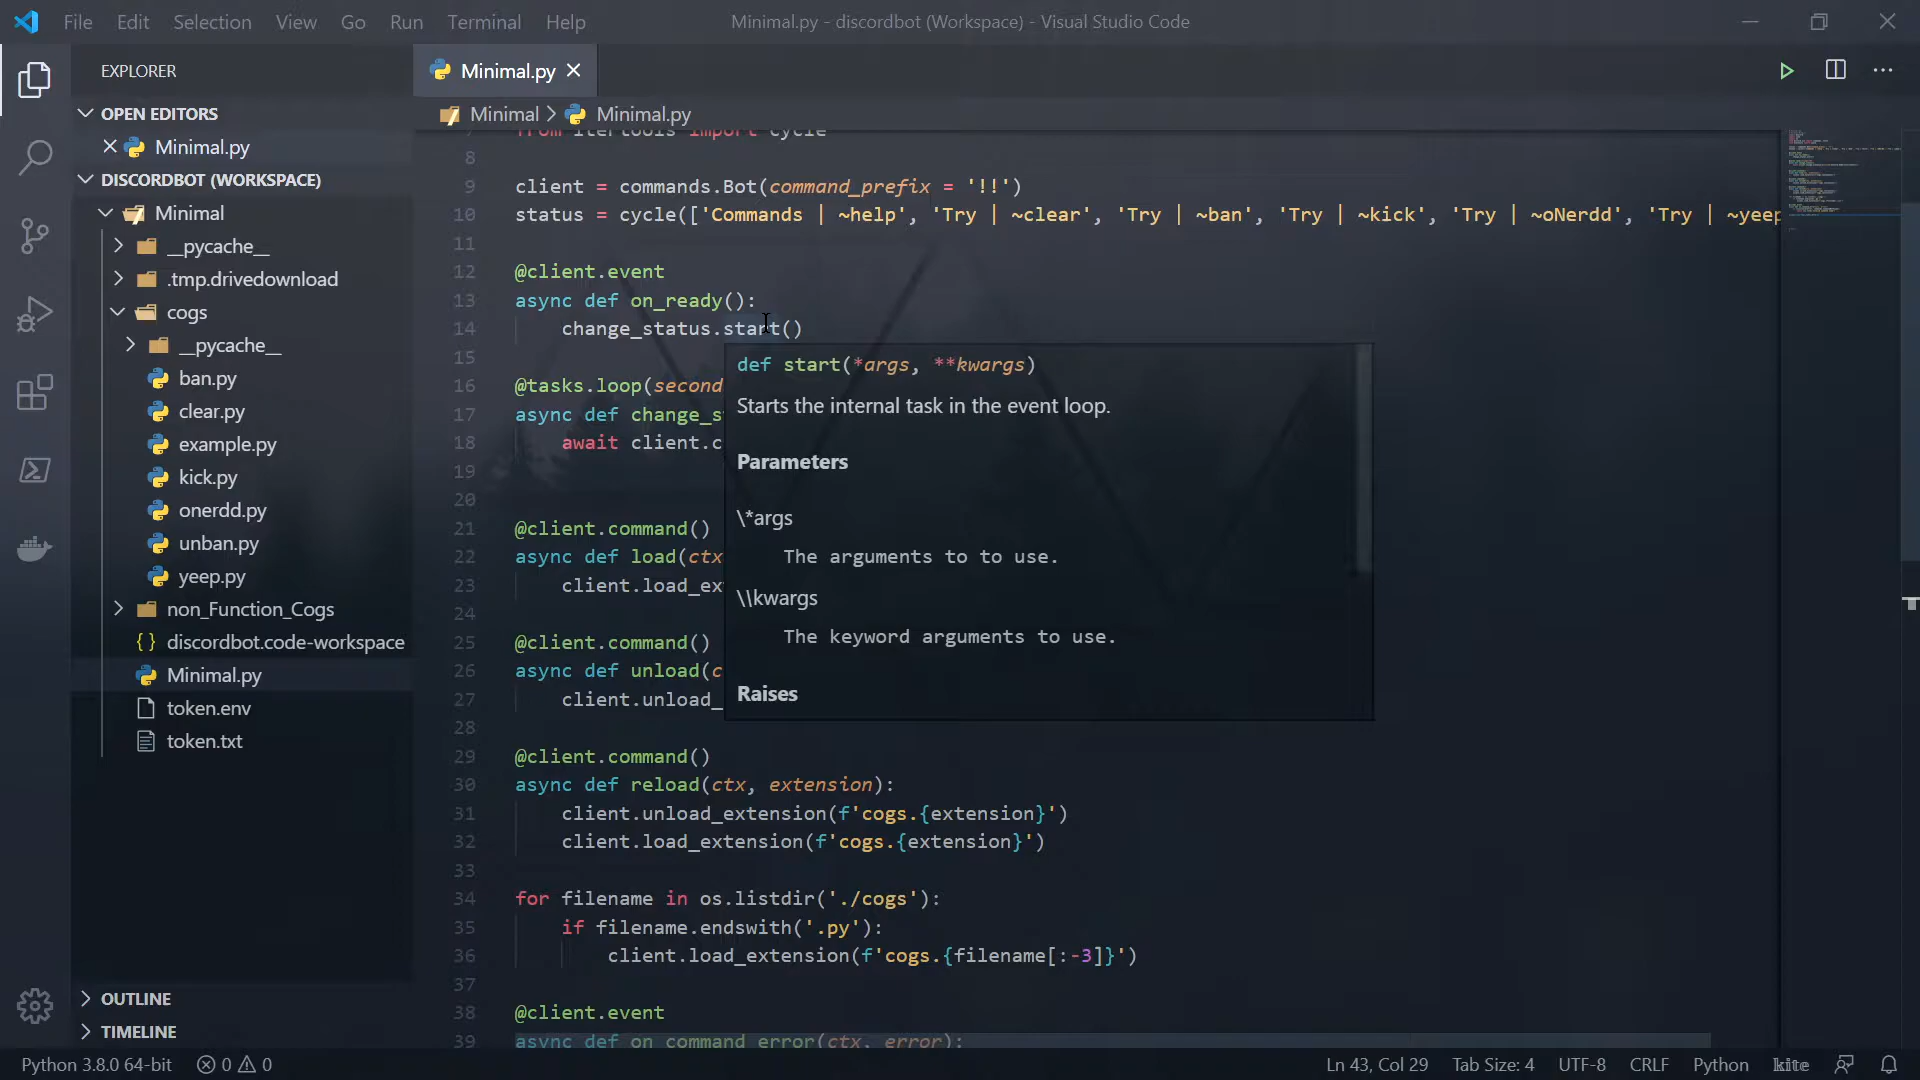 File Edit Selection View Go Run Terminal Help
Minimal.py - discordbot (Workspace) - Visual Studio Code
EXPLORER
OPEN EDITORS
Minimal.py
DISCORDBOT (WORKSPACE)
Minimal
__pycache__
.tmp.drivedownload
cogs
__pycache__
ban.py
clear.py
example.py
kick.py
onerdd.py
unban.py
yeep.py
non_Function_Cogs
discordbot.code-workspace
Minimal.py
token.env
token.txt
OUTLINE
TIMELINE
Minimal.py
Minimal > Minimal.py
from itertools import cycle
8
9 client = commands.Bot(command_prefix = '!!')
10 status = cycle(['Commands | ~help', 'Try | ~clear', 'Try | ~ban', 'Try | ~kick', 'Try | ~oNerdd', 'Try | ~yeep
11
12 @client.event
13 async def on_ready():
14 change_status.start()
15
16 @tasks.loop(second
17 async def change_s
18 await client.c
19
20
21 @client.command()
22 async def load(ctx
23 client.load_ex
24
25 @client.command()
26 async def unload(c
27 client.unload_
28
29 @client.command()
30 async def reload(ctx, extension):
31 client.unload_extension(f'cogs.{extension}')
32 client.load_extension(f'cogs.{extension}')
33
34 for filename in os.listdir('./cogs'):
35 if filename.endswith('.py'):
36 client.load_extension(f'cogs.{filename[:-3]}')
37
38 @client.event
39 async def on_command_error(ctx, error):
def start(*args, **kwargs)
Starts the internal task in the event loop.
Parameters
\*args
The arguments to to use.
\\kwargs
The keyword arguments to use.
Raises
Python 3.8.0 64-bit 0 0
Ln 43, Col 29 Tab Size: 4 UTF-8 CRLF Python kite